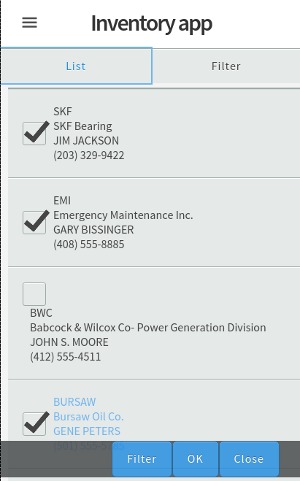 Inventory app
List
Filter
SKF
SKF Bearing
JIM JACKSON
(203) 329-9422
EMI
Emergency Maintenance Inc.
GARY BISSINGER
(408) 555-8885
BWC
Babcock & Wilcox Co- Power Generation Division
JOHN S. MOORE
(412) 555-4511
BURSAW
Bursaw Oil Co.
GENE PETERS
Filter
OK
Close